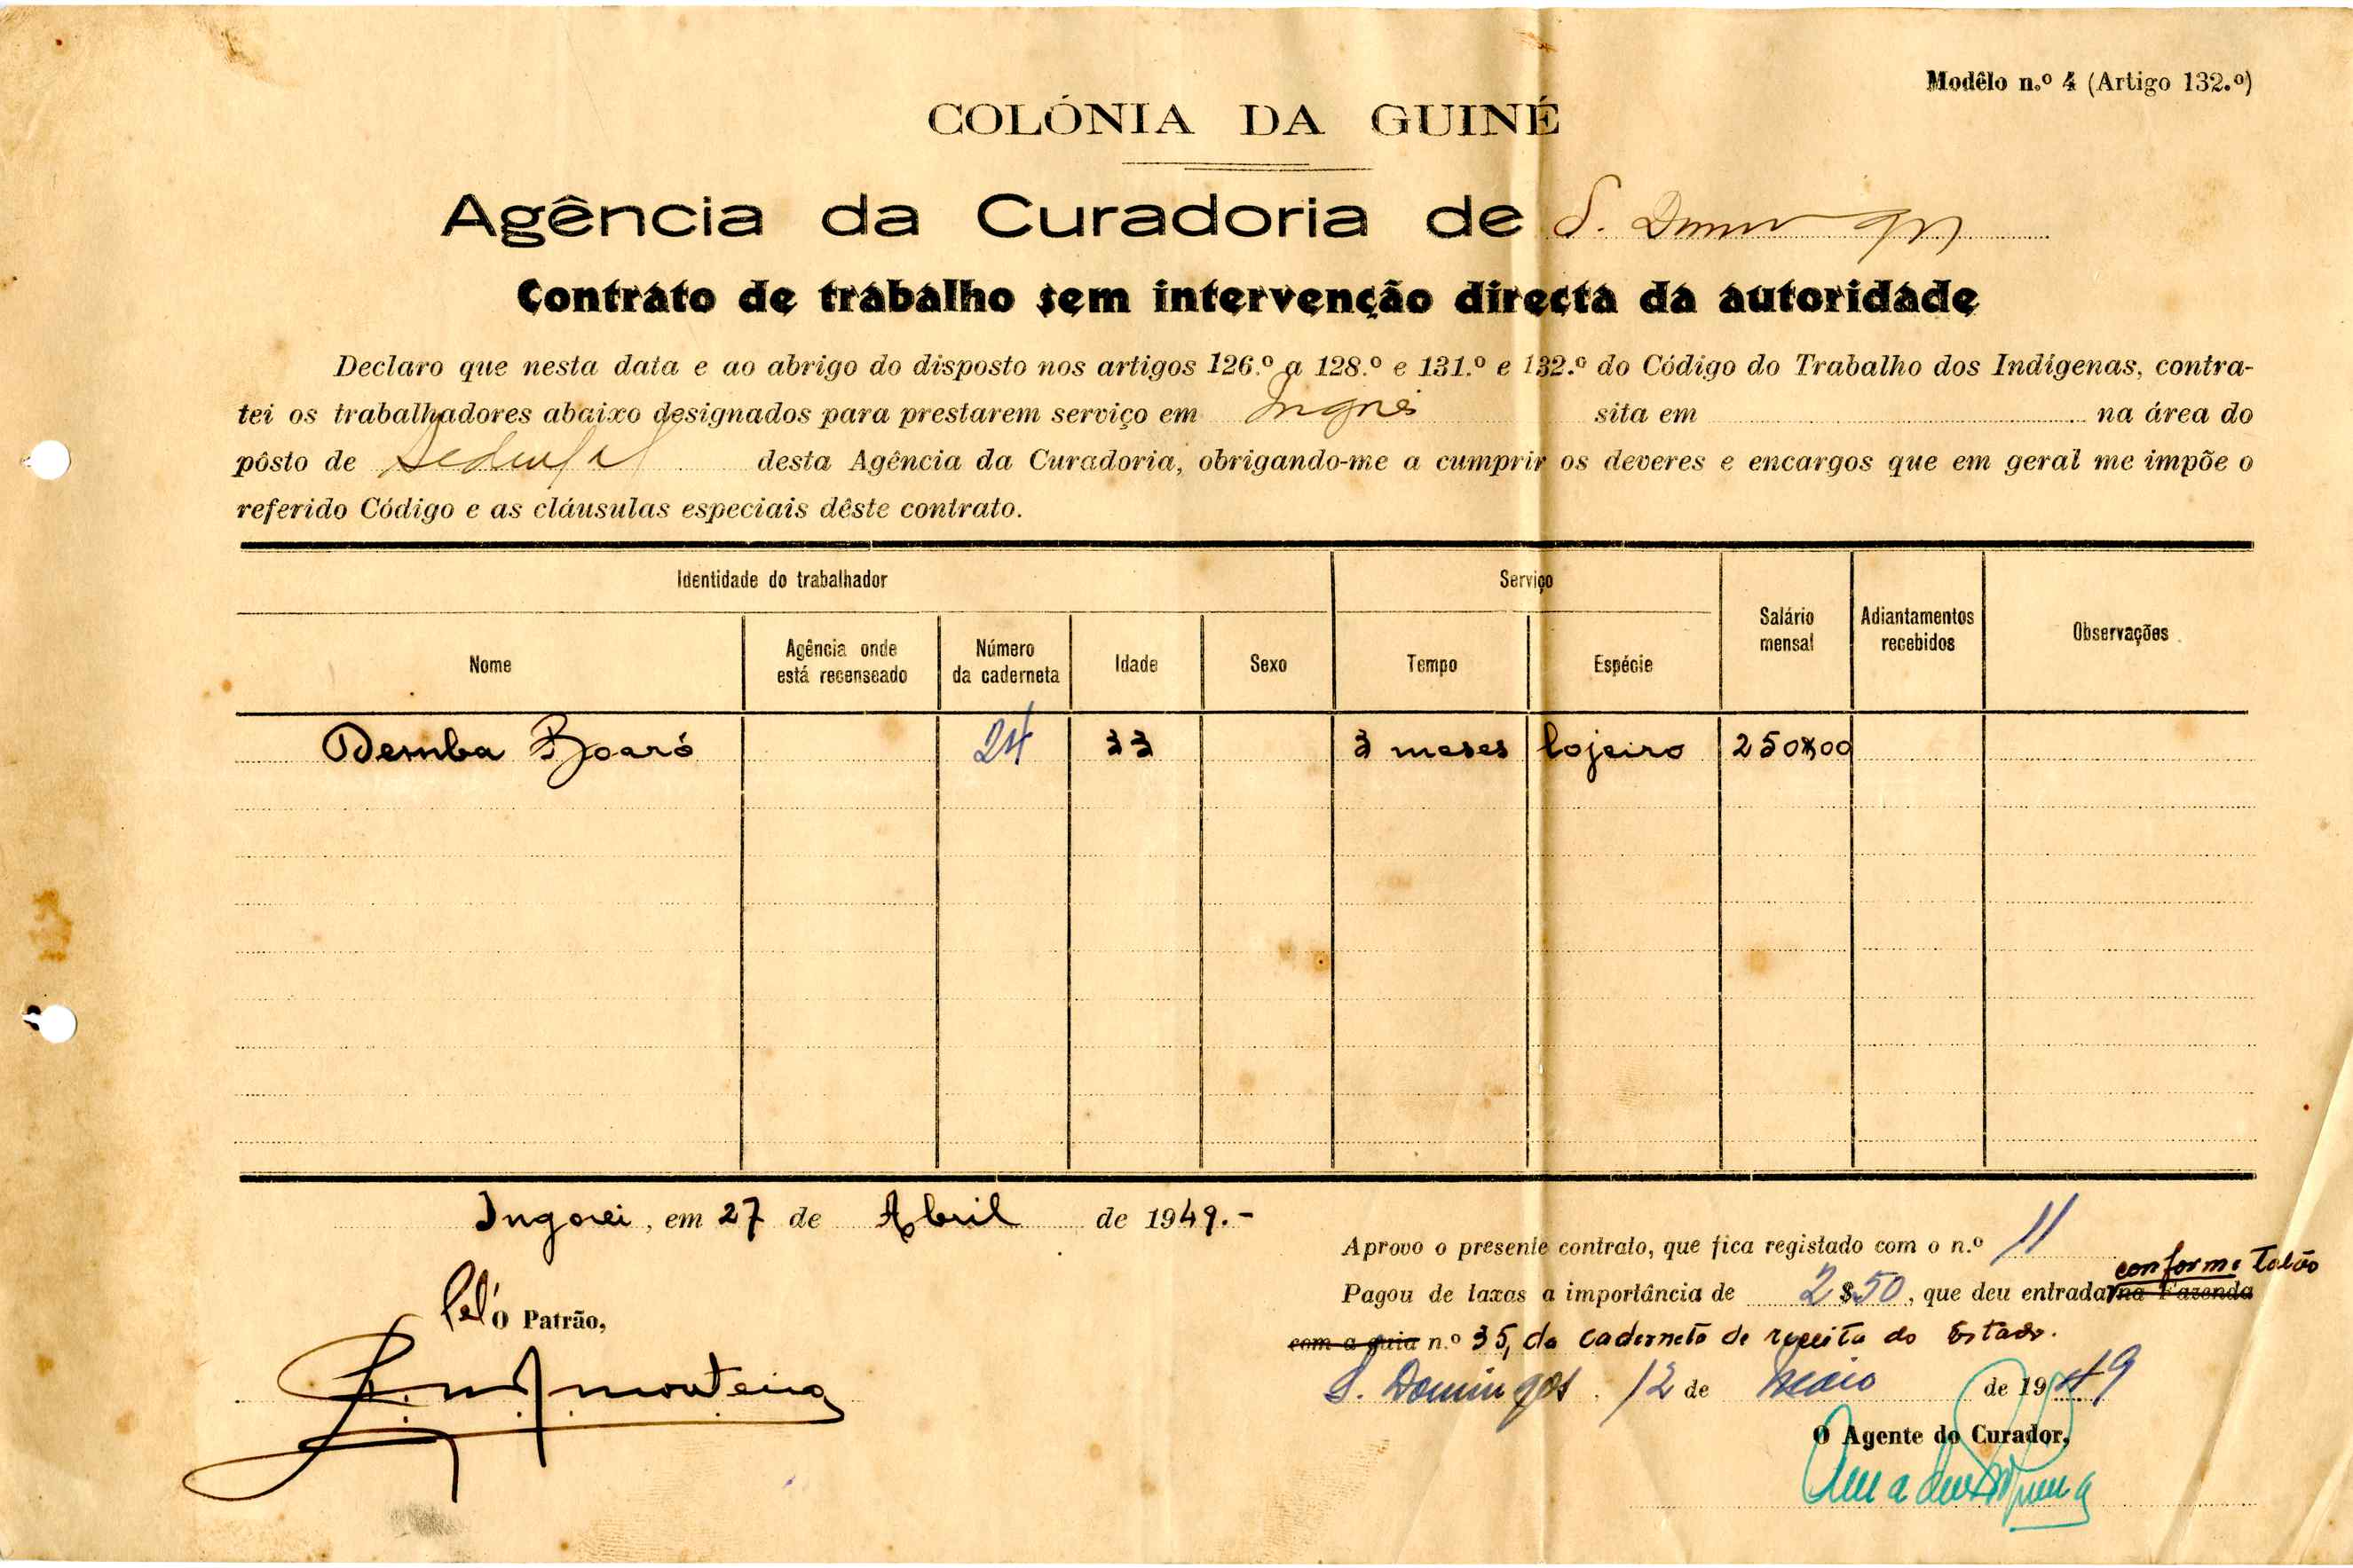 Modêlo n.º 4 (Artigo 132.º)
COLÓNIA DA GUINÉ
Agência da Curadoria de S. Domingos
Contrato de trabalho sem intervenção directa da autoridade
Declaro que nesta data e ao abrigo do disposto nos artigos 126.º a 128.º e 131.º e 132.º do Código do Trabalho dos Indígenas, contra-
tei os trabalhadores abaixo designados para prestarem serviço em sita em na área do
pôsto de desta Agência da Curadoria, obrigando-me a cumprir os deveres e encargos que em geral me impõe o
referido Código e as cláusulas especiais dêste contrato.
Identidade do trabalhador Serviço Salário mensal Adiantamentos recebidos Observações
Nome Agência onde está recenseado Número da caderneta Idade Sexo Tempo Espécie
Demba 24 33 3 meses lojeiro 250$00
Ingorei, em 27 de Abril de 1949.-
Aprovo o presente contrato, que fica registado com o n.º 11
conforme Talão
Pagou de taxas a importância de 2$50, que deu entrada na Fazenda
com a guia n.º 35, da caderneta de receita do Estado.
S. Domingos. 12 de Maio de 1949
Pel'O Patrão,
Monteiro
O Agente do Curador,